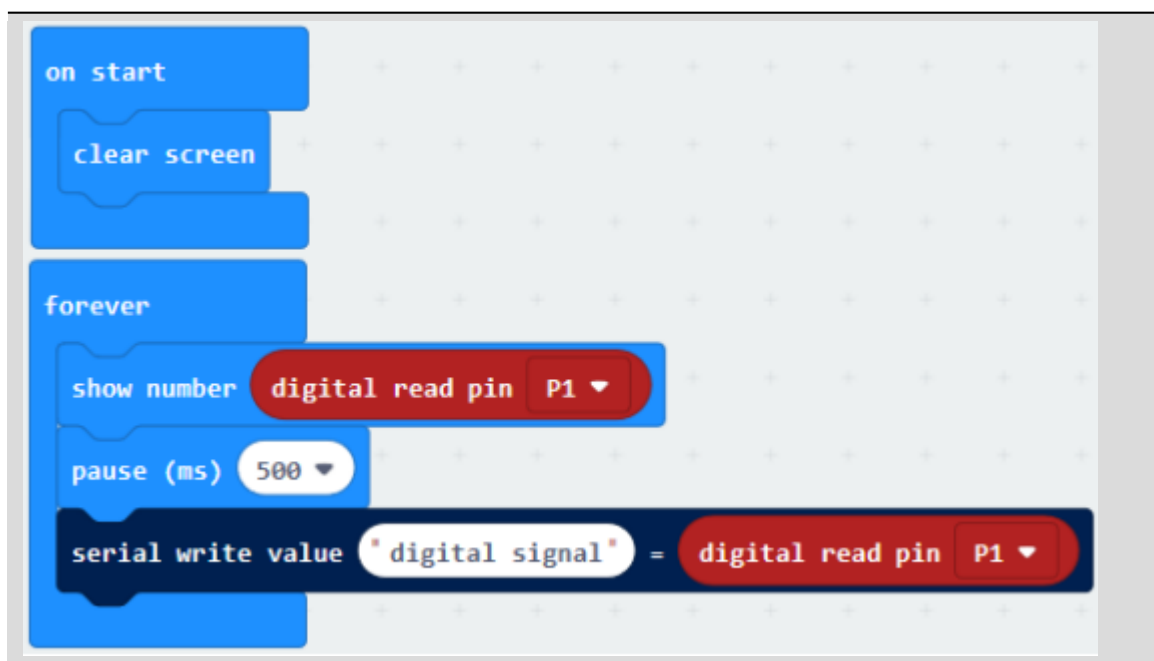 on start
clear screen
forever
show number digital read pin P1
pause (ms) 500
serial write value "digital signal" = digital read pin P1